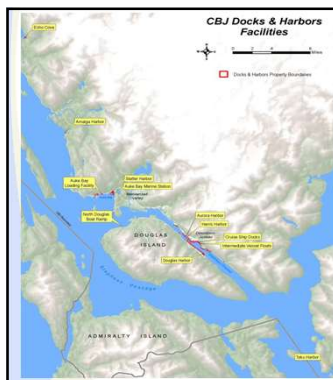 CBJ Docks & Harbors
Facilities
Docks & Harbors Property Boundaries
Echo Cove
Amalga Harbor
Statter Harbor
Auke Bay
Loading Facility
Auke Bay Marine Station
North Douglas
Boat Ramp
Aurora Harbor
Harris Harbor
Cruise Ship Docks
Intermediate Vessel Floats
DOUGLAS
ISLAND
Douglas Harbor
ADMIRALTY ISLAND
Taku Harbor